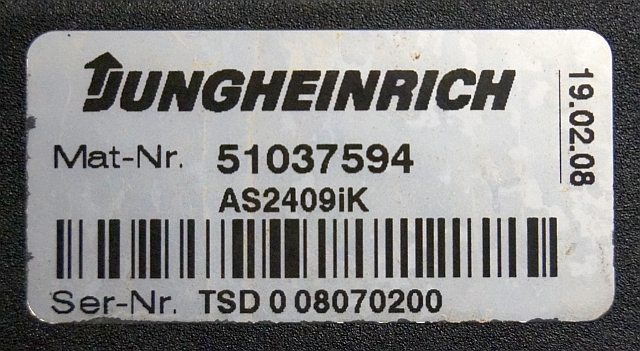 JUNGHEINRICH
Mat-Nr. 51037594
AS2409iK
Ser-Nr. TSD 0 08070200
19.02.08